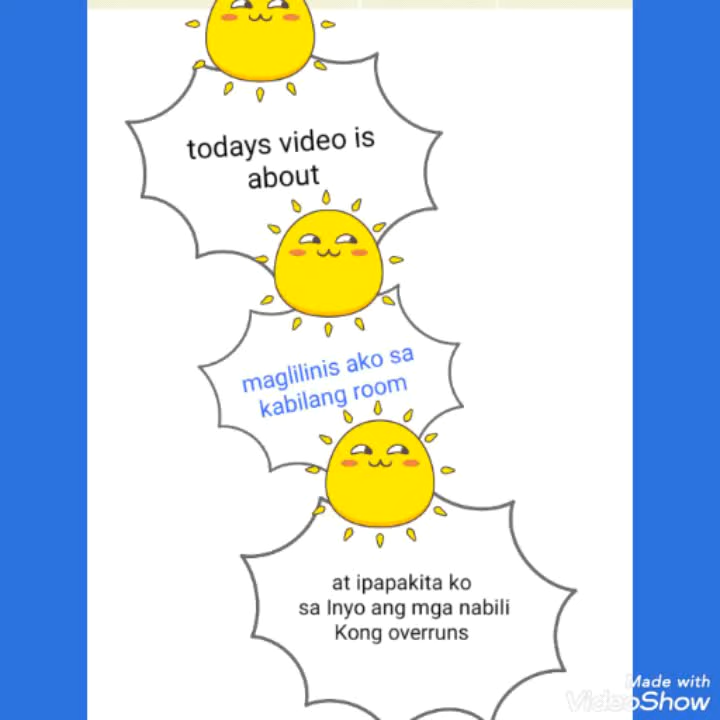 todays video is
about
maglilinis ako sa
kabilang room
at ipapakita ko
sa Inyo ang mga nabili
Kong overruns
Made with
VideoShow